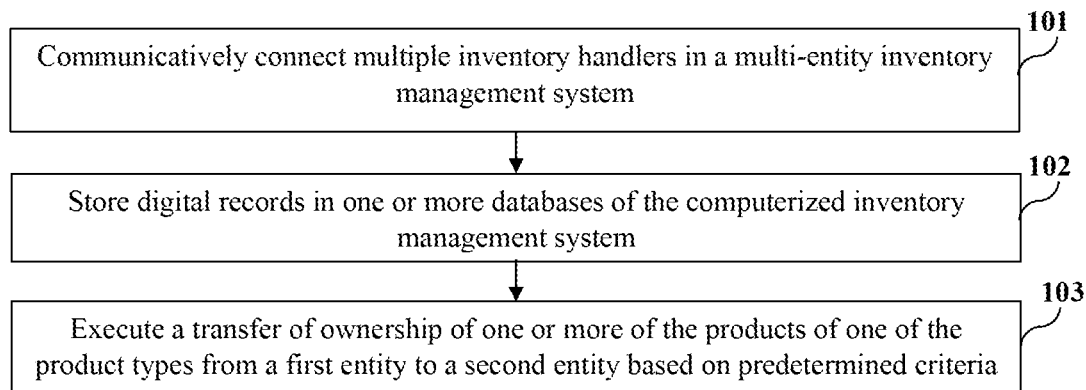 101
Communicatively connect multiple inventory handlers in a multi-entity inventory
management system
102
Store digital records in one or more databases of the computerized inventory
management system
103
Execute a transfer of ownership of one or more of the products of one of the
product types from a first entity to a second entity based on predetermined criteria